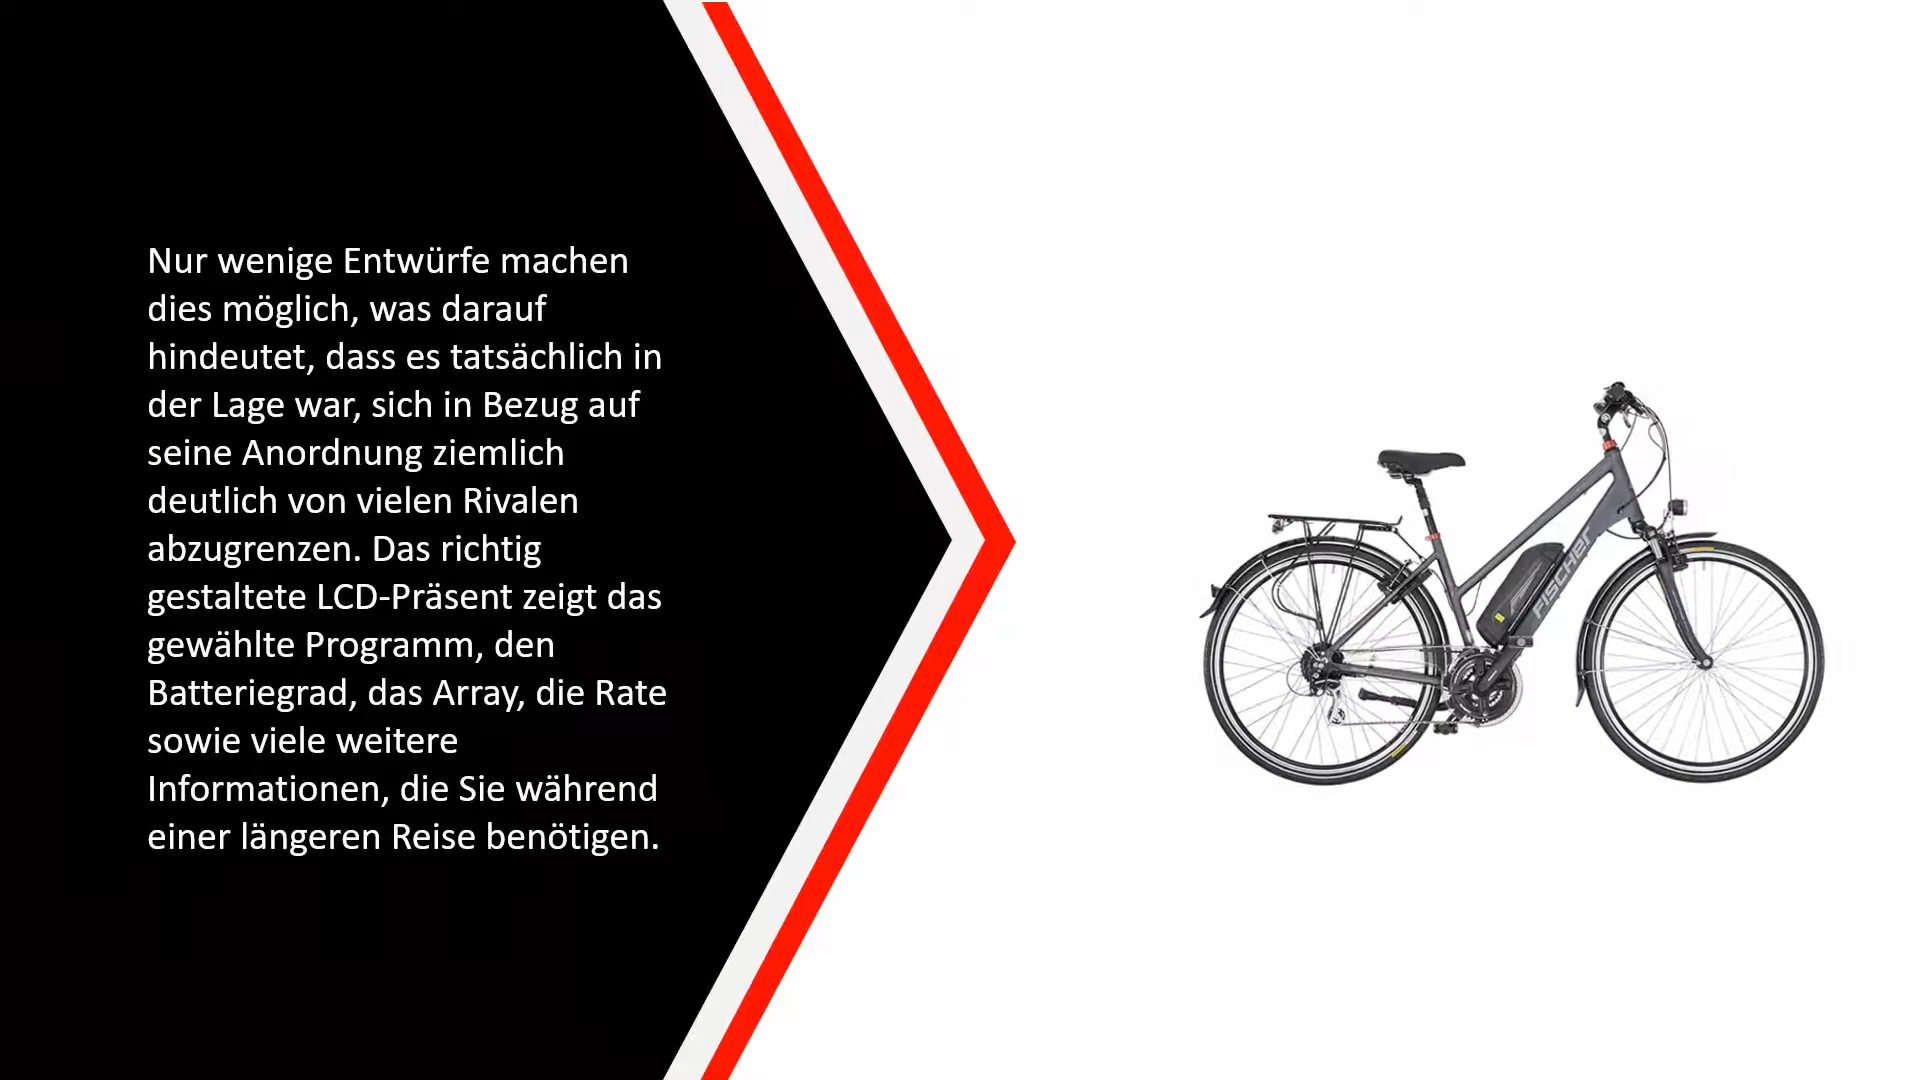 Nur wenige Entwürfe machen
dies möglich, was darauf
hindeutet, dass es tatsächlich in
der Lage war, sich in Bezug auf
seine Anordnung ziemlich
deutlich von vielen Rivalen
abzugrenzen. Das richtig
gestaltete LCD-Präsent zeigt das
gewählte Programm, den
Batteriegrad, das Array, die Rate
sowie viele weitere
Informationen, die Sie während
einer längeren Reise benötigen.
FISCHER